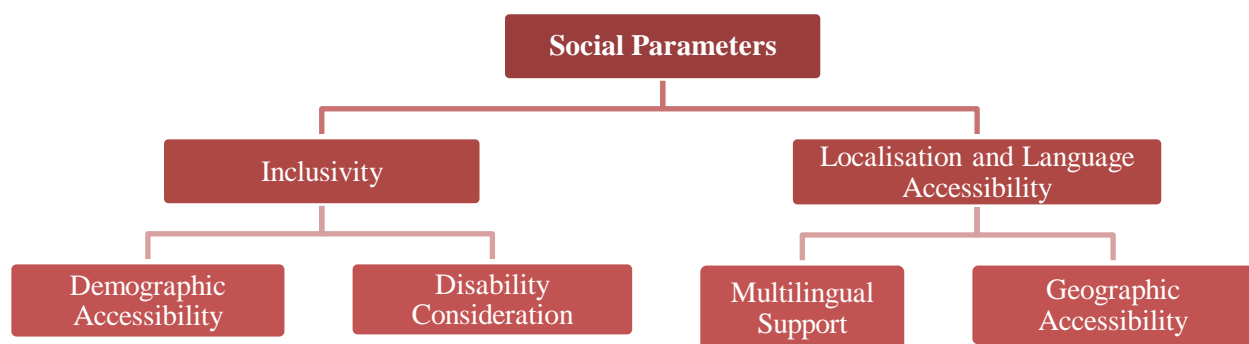 Social Parameters
Inclusivity
Localisation and Language
Accessibility
Demographic
Accessibility
Disability
Consideration
Multilingual
Support
Geographic
Accessibility